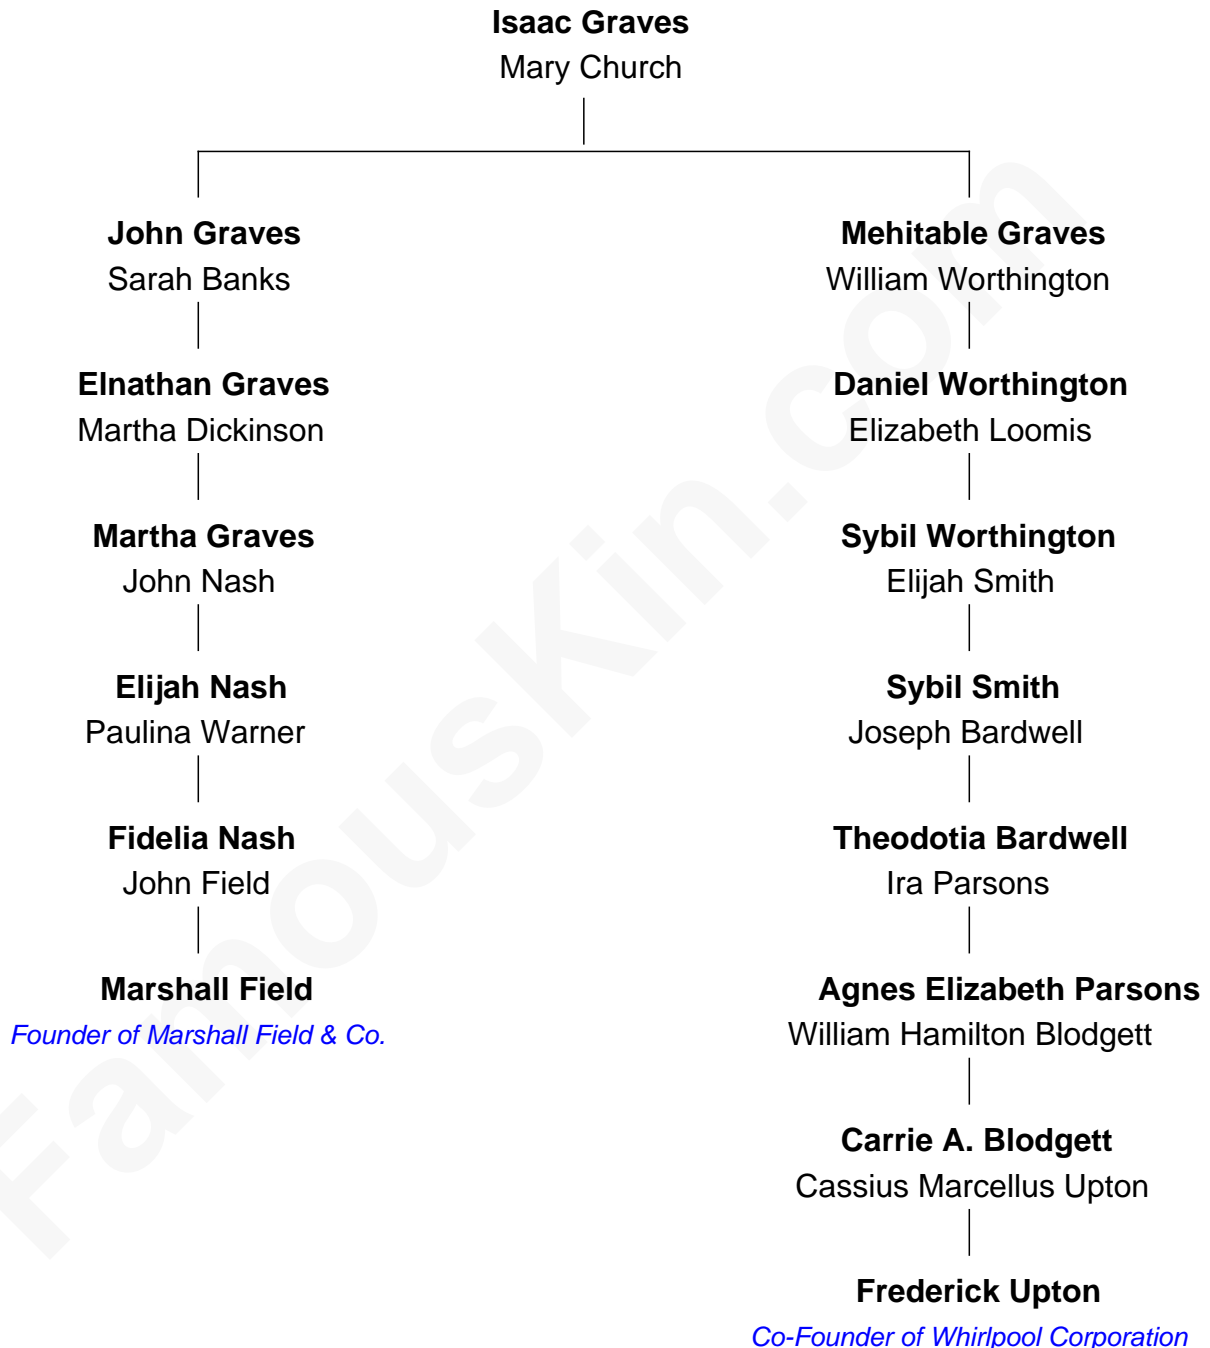 Isaac Graves
Mary Church
John Graves
Sarah Banks
Mehitable Graves
William Worthington
Elnathan Graves
Martha Dickinson
Daniel Worthington
Elizabeth Loomis
Martha Graves
John Nash
Sybil Worthington
Elijah Smith
Elijah Nash
Paulina Warner
Sybil Smith
Joseph Bardwell
Fidelia Nash
John Field
Theodotia Bardwell
Ira Parsons
Marshall Field
Founder of Marshall Field & Co.
Agnes Elizabeth Parsons
William Hamilton Blodgett
Carrie A. Blodgett
Cassius Marcellus Upton
Frederick Upton
Co-Founder of Whirlpool Corporation
FamousKin.com